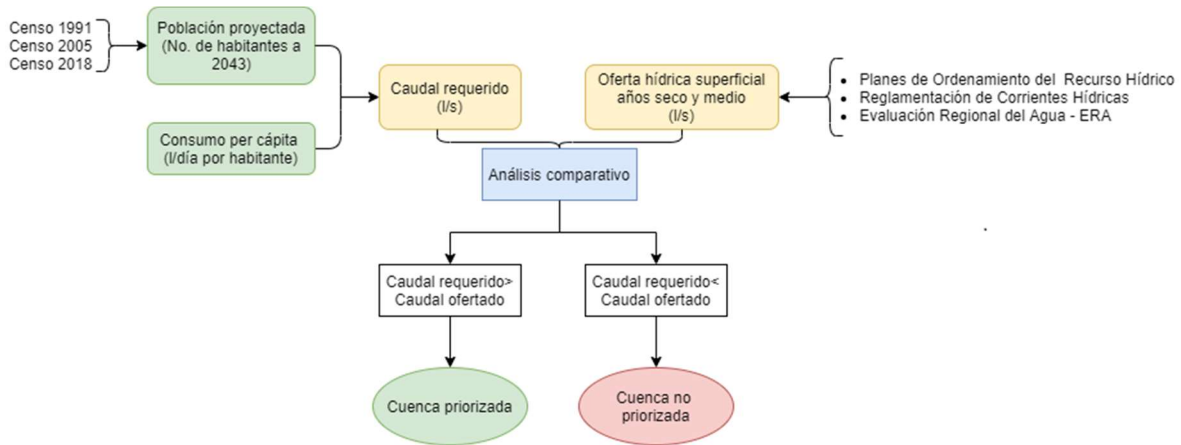 Censo 1991
Censo 2005
Censo 2018
Población proyectada
(No. de habitantes a
2043)
Consumo per cápita
(l/día por habitante)
Caudal requerido
(l/s)
Oferta hídrica superficial
años seco y medio
(l/s)
• Planes de Ordenamiento del Recurso Hídrico
• Reglamentación de Corrientes Hídricas
• Evaluación Regional del Agua - ERA
Análisis comparativo
Caudal requerido>
Caudal ofertado
Caudal requerido<
Caudal ofertado
Cuenca priorizada
Cuenca no
priorizada